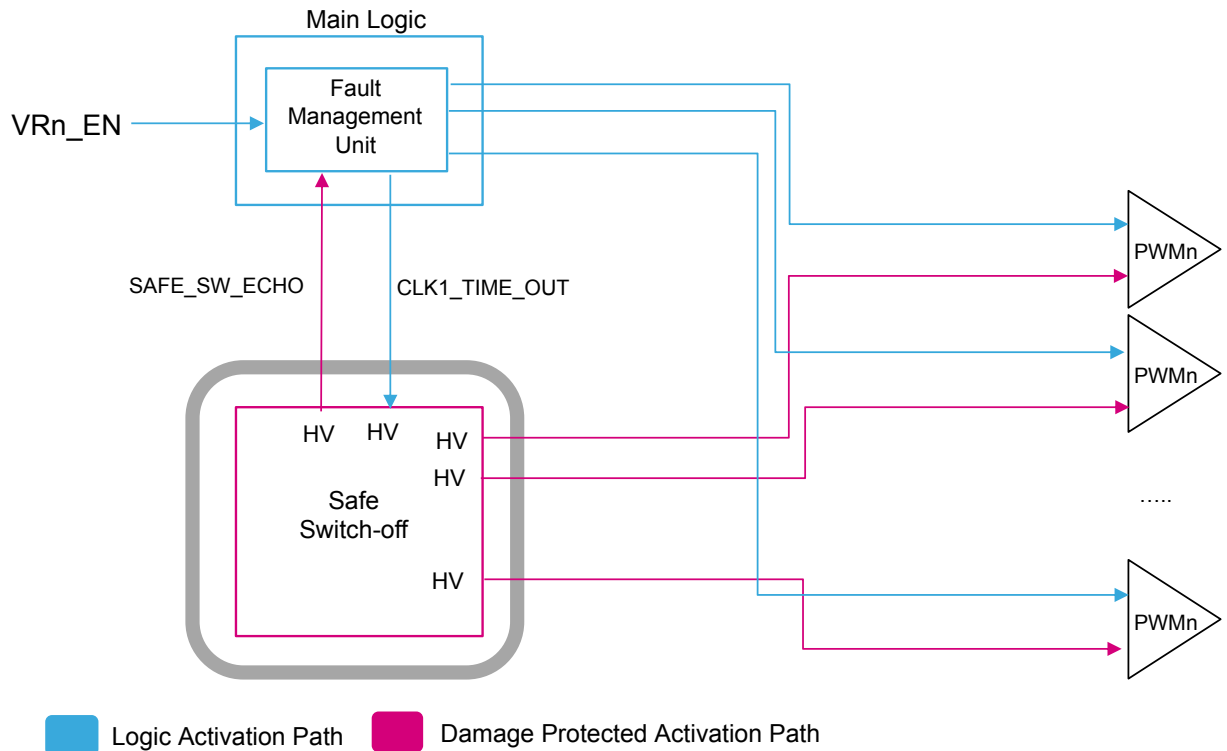 Main Logic
Fault
Management
Unit
VRn_EN
SAFE_SW_ECHO
CLK1_TIME_OUT
PWMn
PWMn
HV
HV
HV
HV
Safe
Switch-off
.....
HV
PWMn
Logic Activation Path
Damage Protected Activation Path